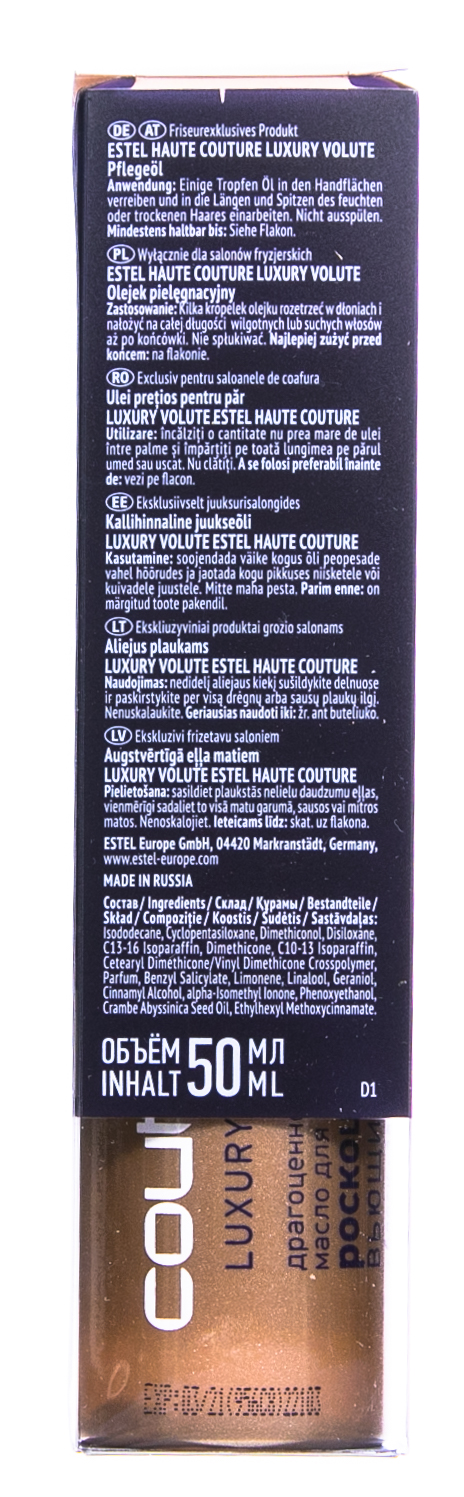 DE AT Friseurexklusives Produkt
ESTEL HAUTE COUTURE LUXURY VOLUTE
Pflegeöl
Anwendung: Einige Tropfen Öl in den Handflächen
verreiben und in die Längen und Spitzen des feuchten
oder trockenen Haares einarbeiten. Nicht ausspülen.
Mindestens haltbar bis: Siehe Flakon.
PL Wyłącznie dla salonów fryzjerskich
ESTEL HAUTE COUTURE LUXURY VOLUTE
Olejek pielęgnacyjny
Zastosowanie: Kilka kropelek olejku rozetrzeć w dłoniach i
nałożyć na całej długości wilgotnych lub suchych włosów
aż po końcówki. Nie spłukiwać. Najlepiej zużyć przed
końcem: na flakonie.
RO Exclusiv pentru saloanele de coafura
Ulei prețios pentru păr
LUXURY VOLUTE ESTEL HAUTE COUTURE
Utilizare: încălziți o cantitate nu prea mare de ulei
între palme și împărțiți pe toată lungimea pe părul
umed sau uscat. Nu clătiți. A se folosi preferabil înainte
de: vezi pe flacon.
EE Eksklusiivselt juuksurisalongides
Kallihinnaline juukseõli
LUXURY VOLUTE ESTEL HAUTE COUTURE
Kasutamine: soojendada väike kogus õli peopesade
vahel hõõrudes ja jaotada kogu pikkuses niisketele või
kuivadele juustele. Mitte maha pesta. Parim enne: on
märgitud toote pakendil.
LT Ekskliuzyviniai produktai grozio salonams
Aliejus plaukams
LUXURY VOLUTE ESTEL HAUTE COUTURE
Naudojimas: nedidelį aliejaus kiekį sušildykite delnuose
ir paskirstykite per visą drėgnų arba sausų plaukų ilgį.
Nenuskalaukite. Geriausias naudoti iki: žr. ant buteliuko.
LV Ekskluzivi frizetavu saloniem
Augstvērtīgā eļļa matiem
LUXURY VOLUTE ESTEL HAUTE COUTURE
Pielietošana: sasildiet plaukstās nelielu daudzumu eļļas,
vienmērīgi sadaliet to visā matu garumā, sausos vai mitros
matos. Nenoskalojiet. Ieteicams līdz: skat. uz flakona.
ESTEL Europe GmbH, 04420 Markranstädt, Germany,
www.estel-europe.com
MADE IN RUSSIA
Состав / Ingredients / Склад / Құрамы / Bestandteile /
Skład / Compoziție / Koostis / Sudėtis / Sastāvdaļas:
Isododecane, Cyclopentasiloxane, Dimethiconol, Disiloxane,
C13-16 Isoparaffin, Dimethicone, C10-13 Isoparaffin,
Cetearyl Dimethicone/Vinyl Dimethicone Crosspolymer,
Parfum, Benzyl Salicylate, Limonene, Linalool, Geraniol,
Cinnamyl Alcohol, alpha-Isomethyl Ionone, Phenoxyethanol,
Crambe Abyssinica Seed Oil, Ethylhexyl Methoxycinnamate.
ОБЪЁМ 50 МЛ
INHALT 50 ML
D1
cout
LUXURY
драгоценн
масло для
роско
вьющи
EXP:03/21(95608)22103